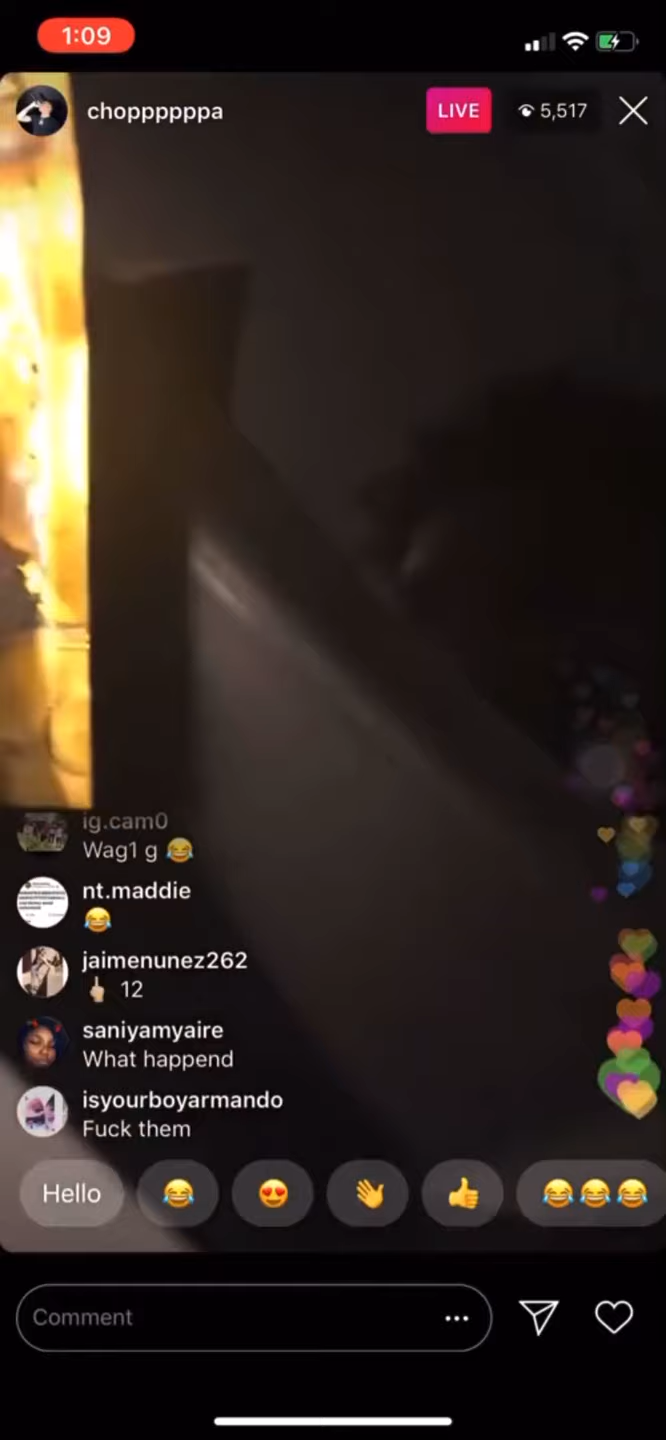 1:09
choppppppa
LIVE
5,517
ig.cam0
Wag1 g 😂
nt.maddie
😂
jaimenunez262
🖕🏼 12
saniyamyaire
What happend
isyourboyarmando
Fuck them
Hello 😂 😍 👋 👍 😂😂😂
Comment